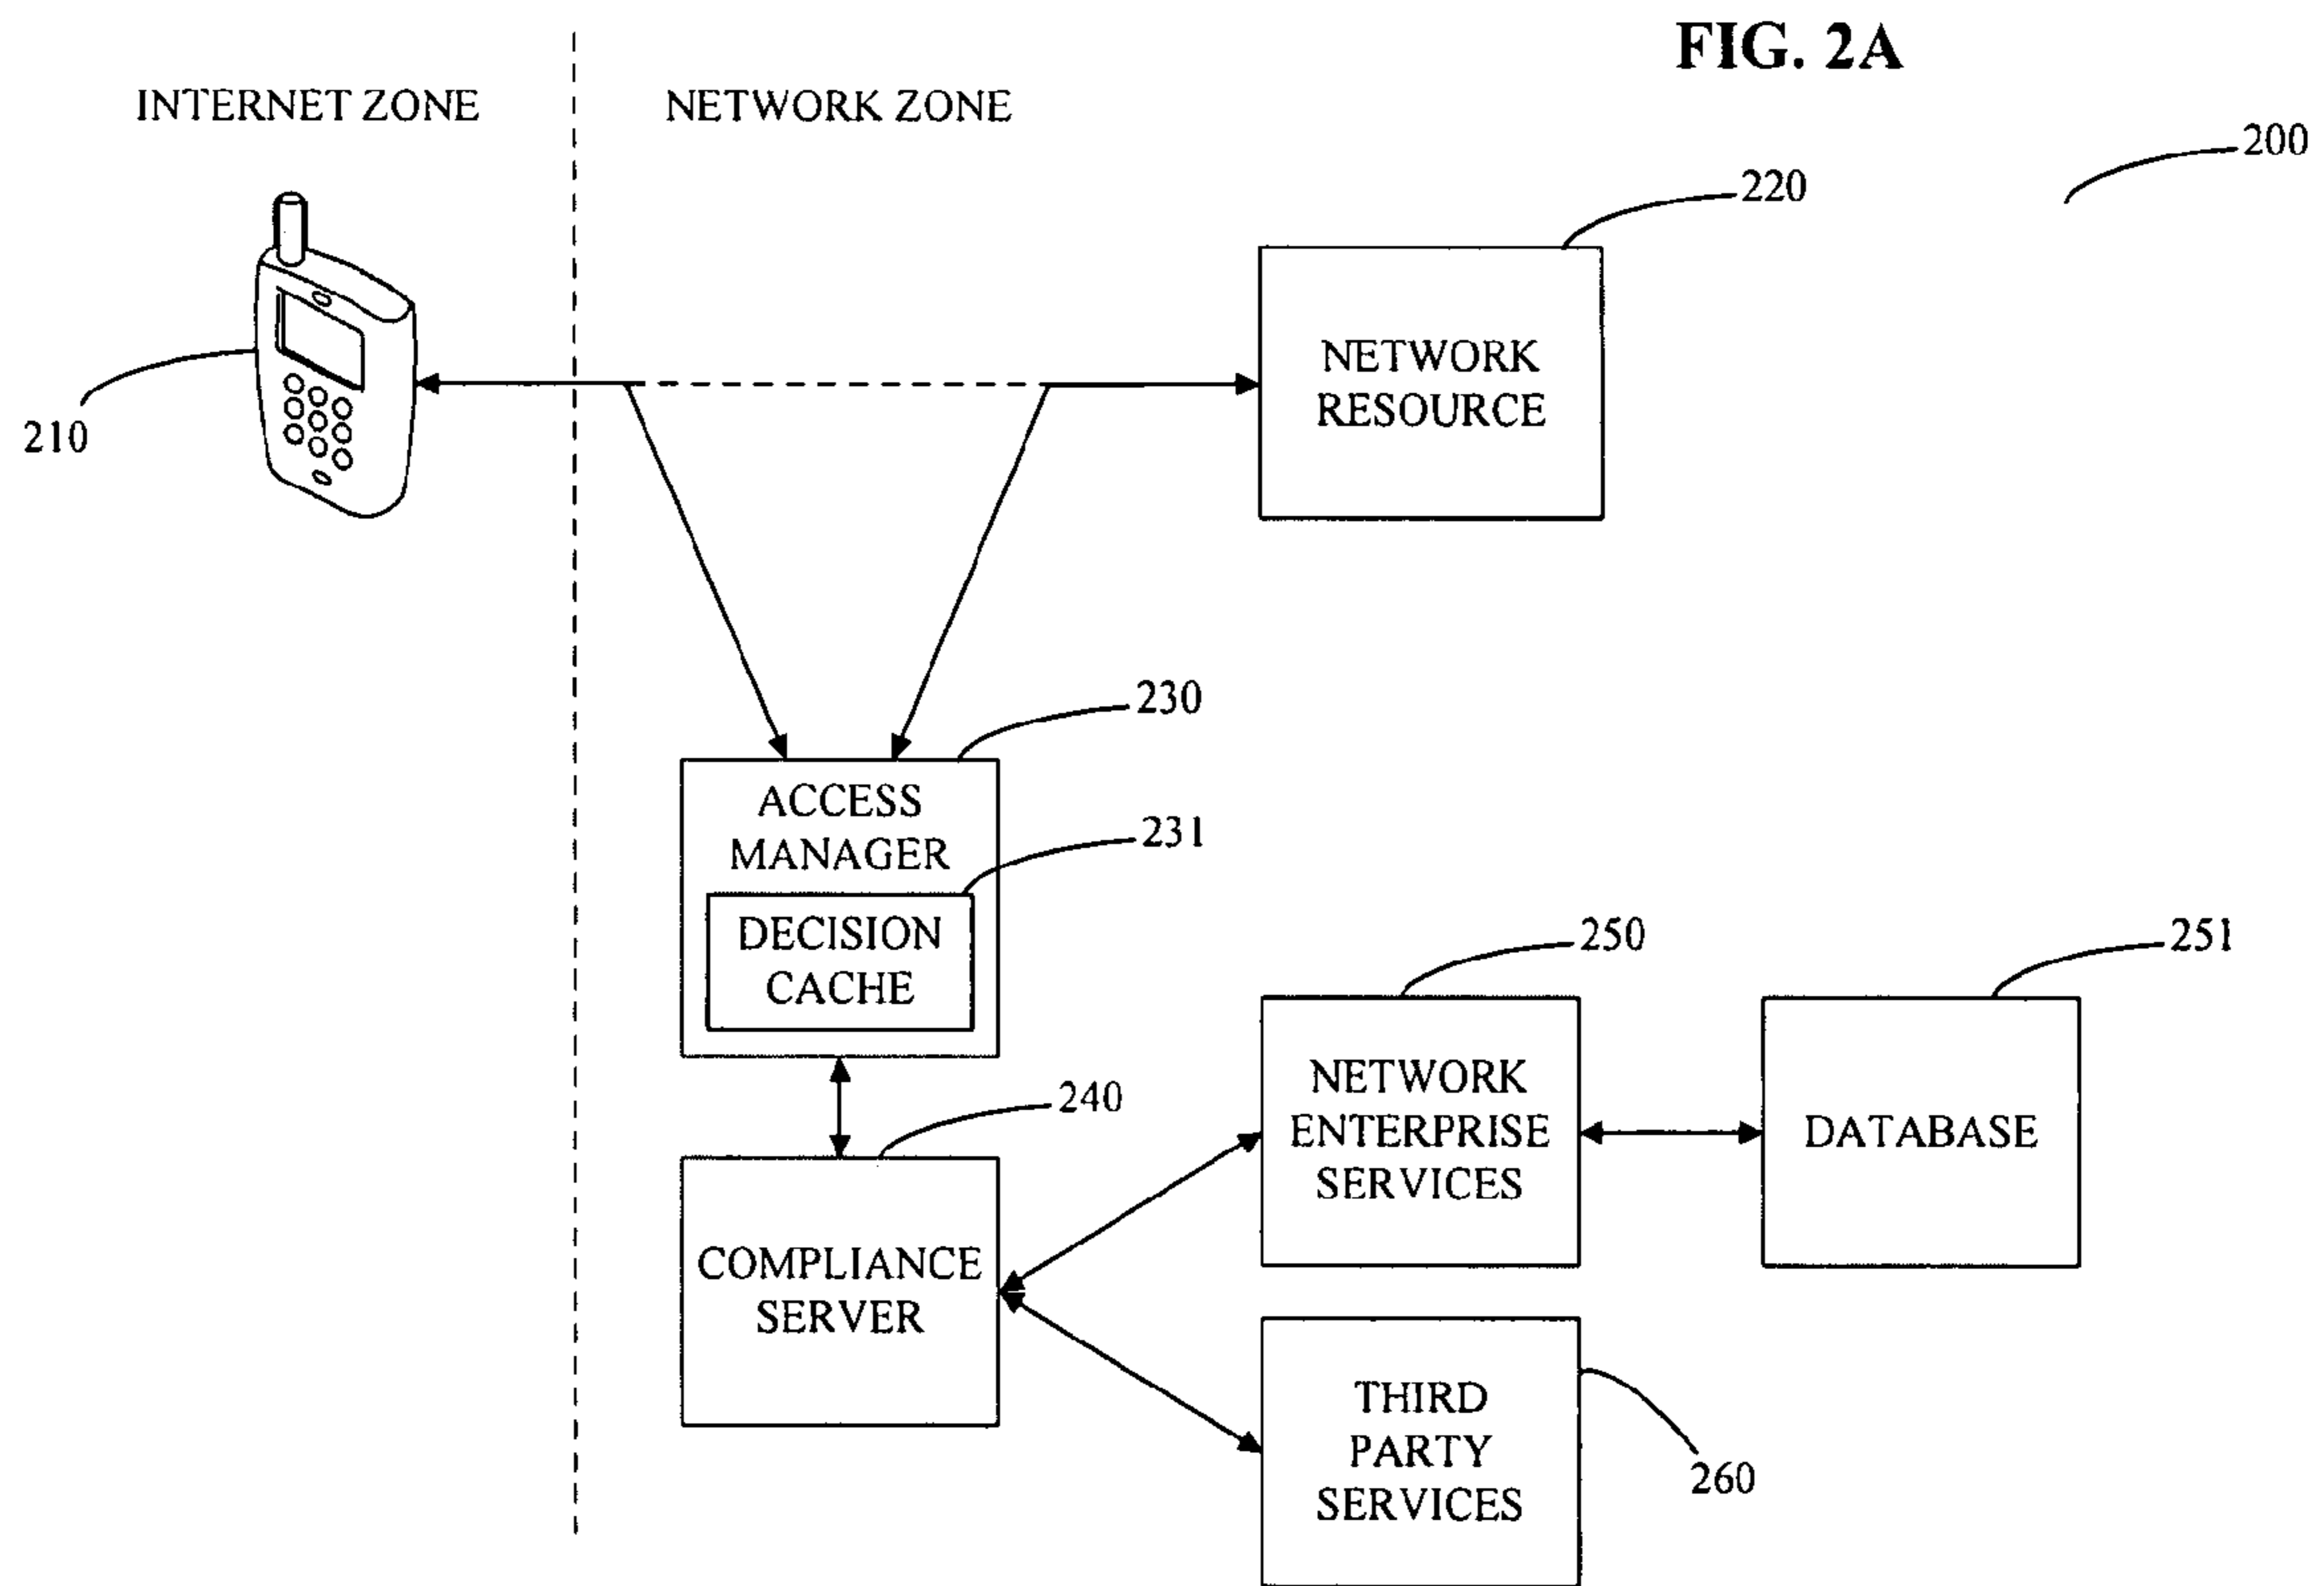 FIG. 2A
INTERNET ZONE
NETWORK ZONE
200
220
NETWORK
RESOURCE
210
230
ACCESS
MANAGER
231
DECISION
CACHE
250
251
NETWORK
ENTERPRISE
SERVICES
DATABASE
240
COMPLIANCE
SERVER
THIRD
PARTY
SERVICES
260